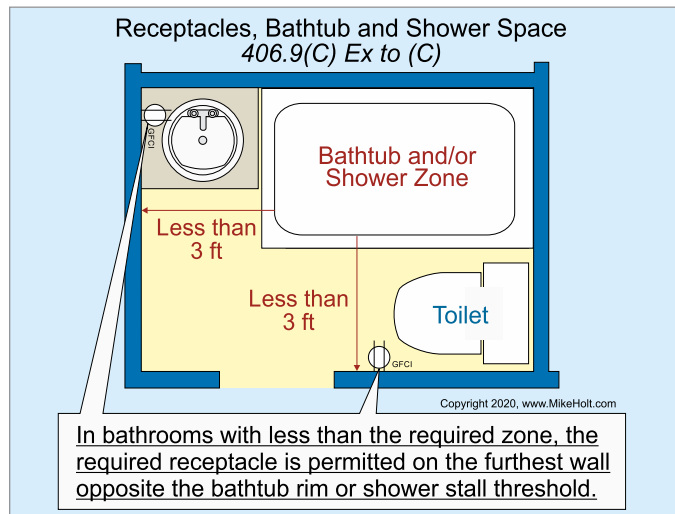 Receptacles, Bathtub and Shower Space
406.9(C) Ex to (C)
GFCI
Bathtub and/or
Shower Zone
Less than
3 ft
Less than
3 ft
Toilet
GFCI
Copyright 2020, www.MikeHolt.com
In bathrooms with less than the required zone, the
required receptacle is permitted on the furthest wall
opposite the bathtub rim or shower stall threshold.